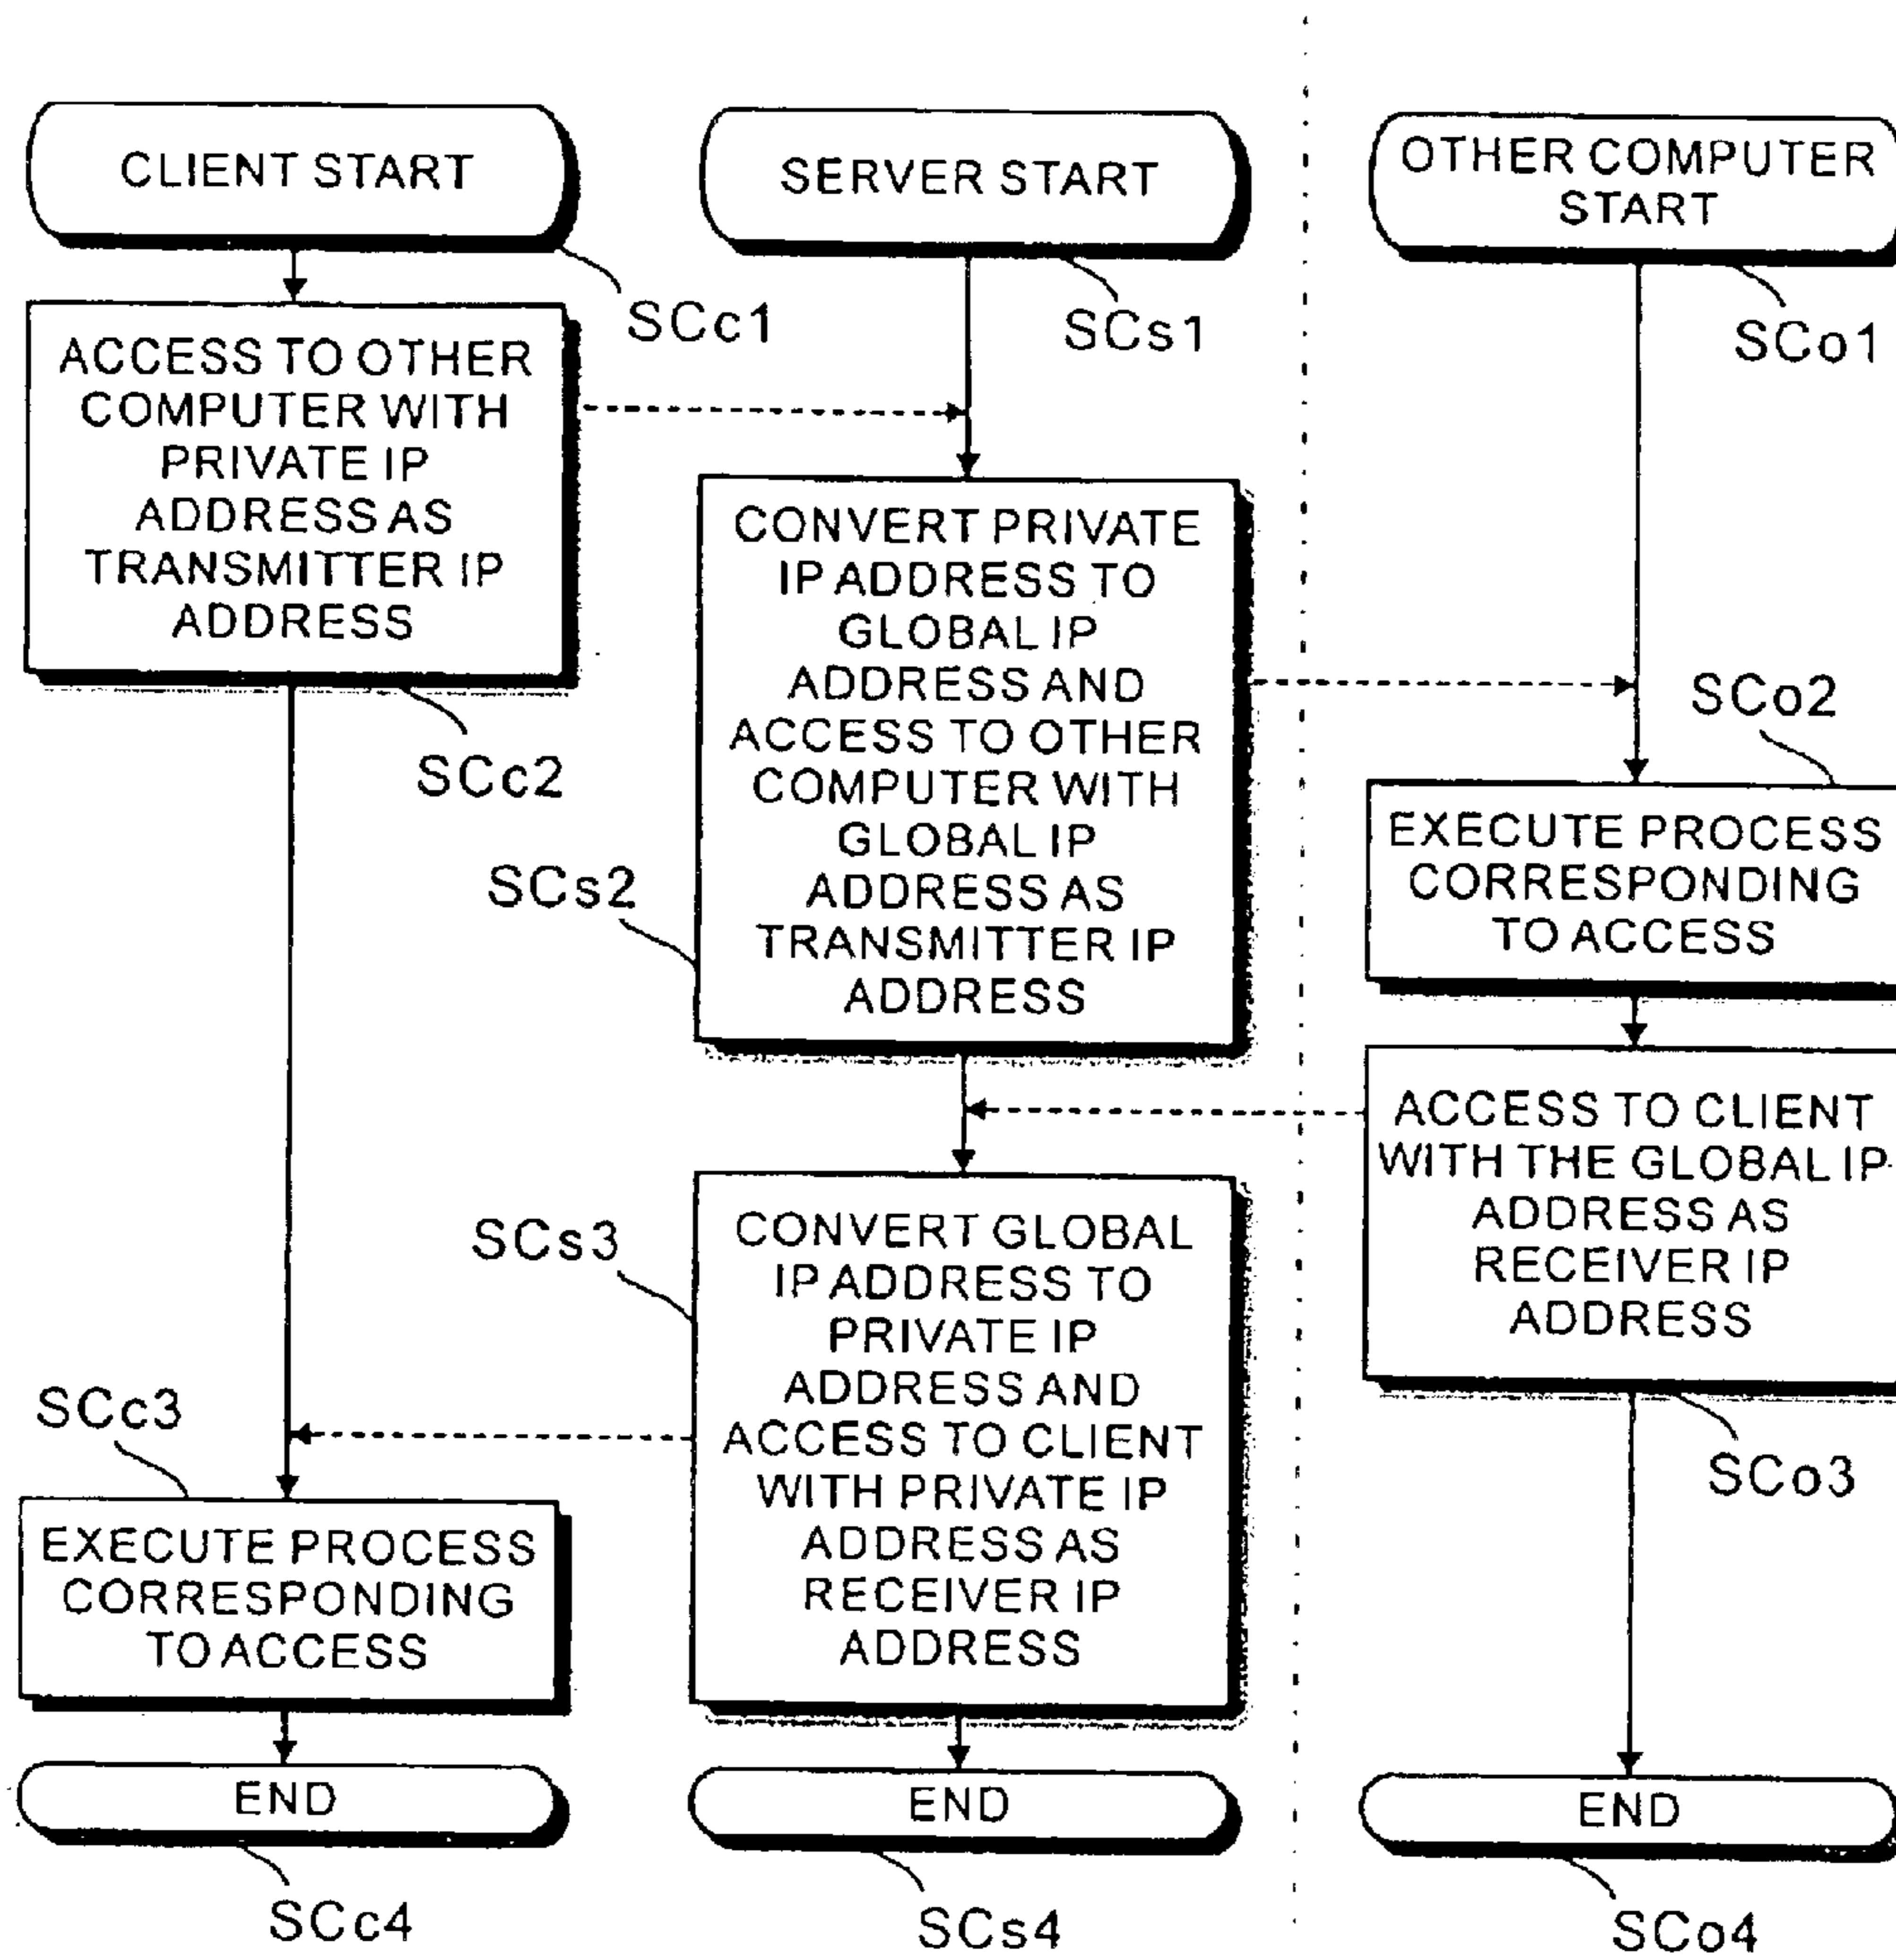 CLIENT START
SCc1
ACCESS TO OTHER
COMPUTER WITH
PRIVATE IP
ADDRESS AS
TRANSMITTER IP
ADDRESS
SCc2
SCc3
EXECUTE PROCESS
CORRESPONDING
TO ACCESS
END
SCc4
SERVER START
SCs1
CONVERT PRIVATE
IP ADDRESS TO
GLOBAL IP
ADDRESS AND
ACCESS TO OTHER
COMPUTER WITH
GLOBAL IP
ADDRESS AS
TRANSMITTER IP
ADDRESS
SCs2
SCs3
CONVERT GLOBAL
IP ADDRESS TO
PRIVATE IP
ADDRESS AND
ACCESS TO CLIENT
WITH PRIVATE IP
ADDRESS AS
RECEIVER IP
ADDRESS
END
SCs4
OTHER COMPUTER
START
SCo1
SCo2
EXECUTE PROCESS
CORRESPONDING
TO ACCESS
ACCESS TO CLIENT
WITH THE GLOBAL IP
ADDRESS AS
RECEIVER IP
ADDRESS
SCo3
END
SCo4